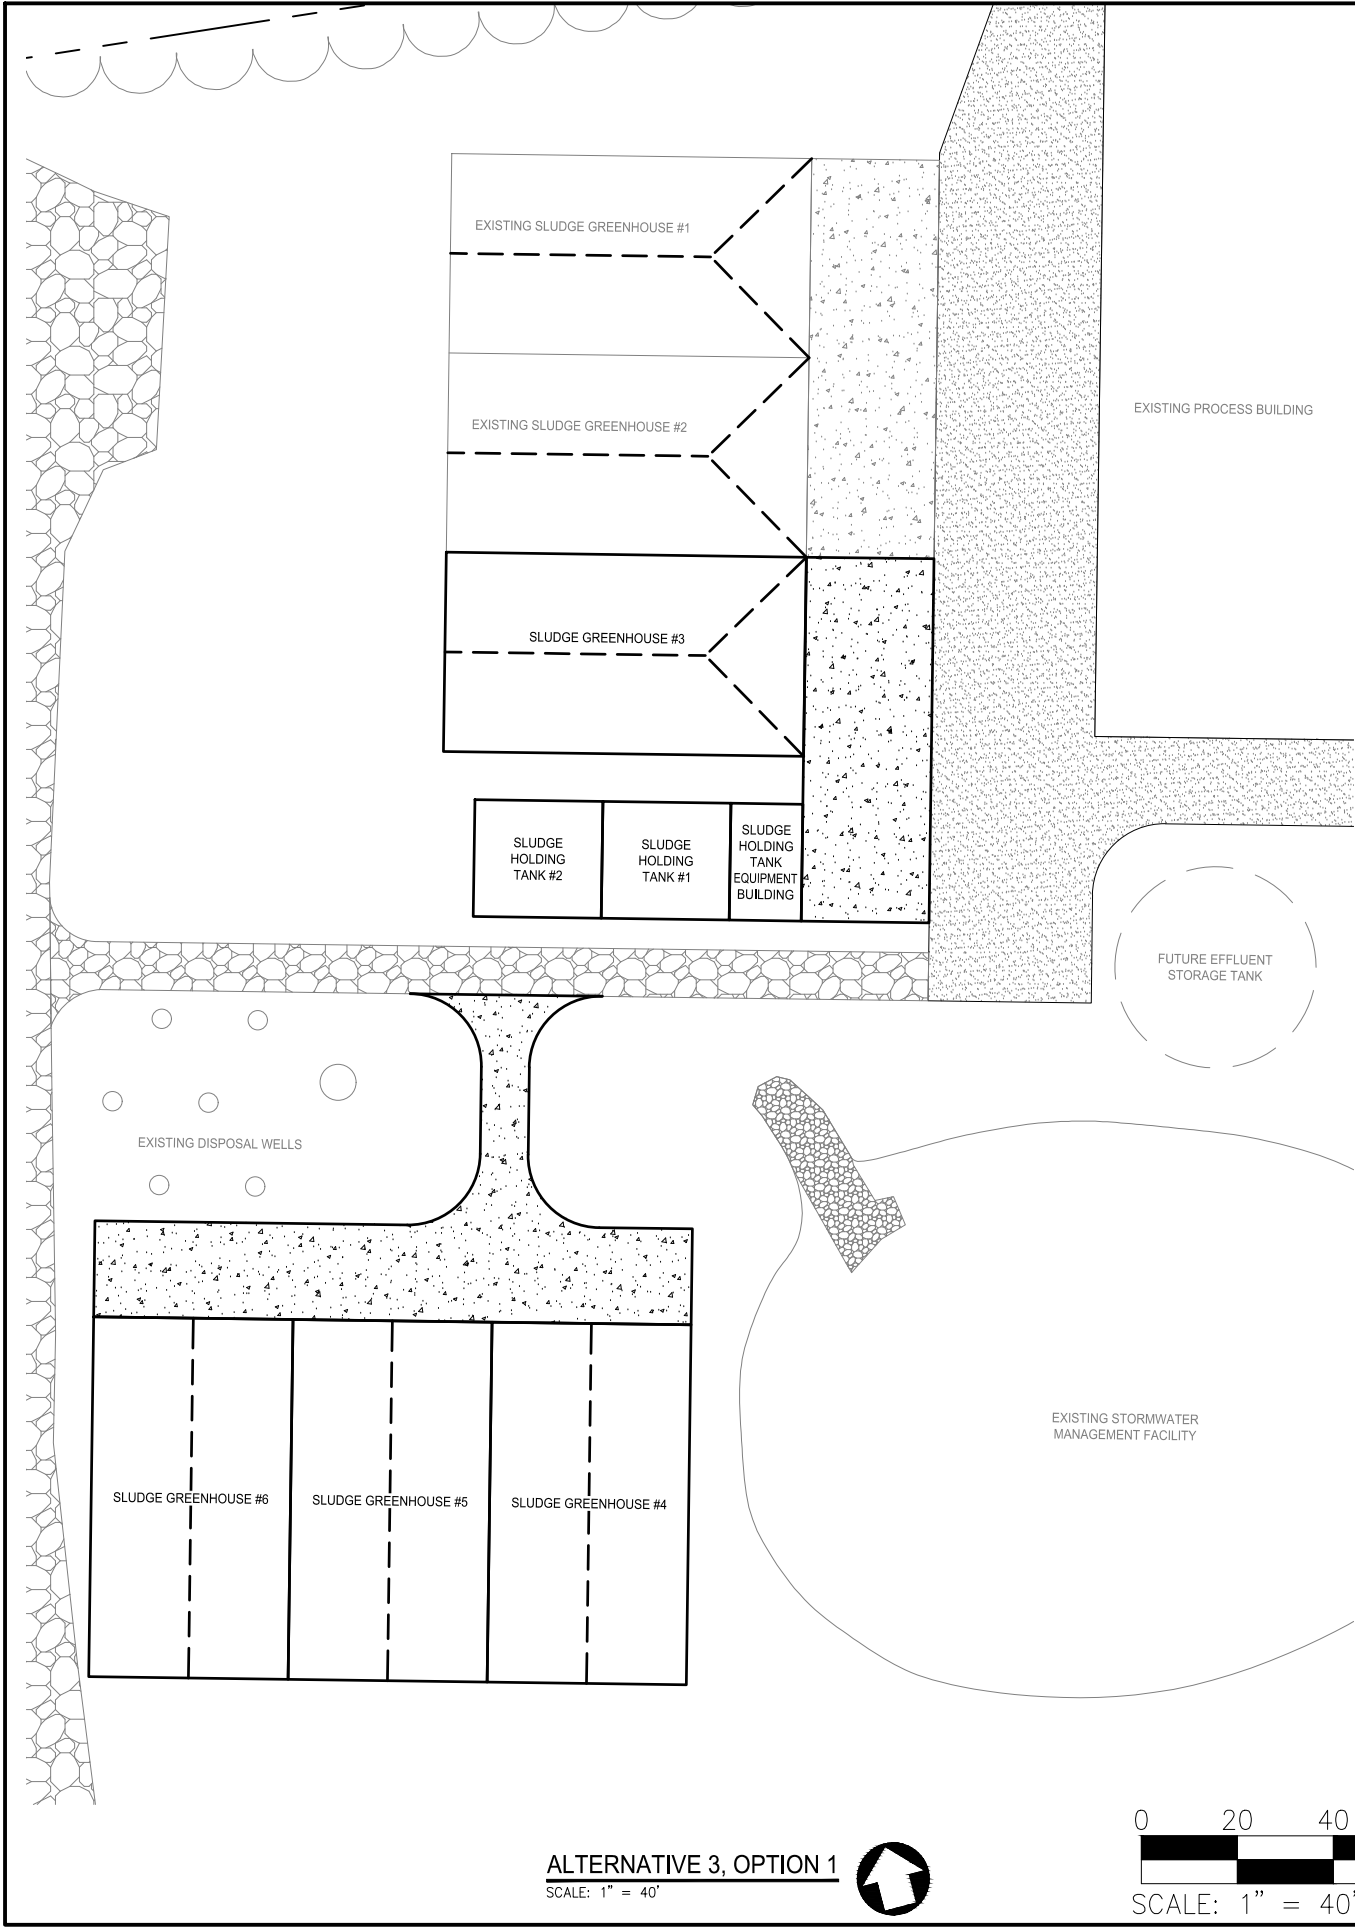 EXISTING SLUDGE GREENHOUSE #1
EXISTING SLUDGE GREENHOUSE #2
EXISTING PROCESS BUILDING
SLUDGE GREENHOUSE #3
SLUDGE
HOLDING
TANK #2
SLUDGE
HOLDING
TANK #1
SLUDGE
HOLDING
TANK
EQUIPMENT
BUILDING
FUTURE EFFLUENT
STORAGE TANK
EXISTING DISPOSAL WELLS
EXISTING STORMWATER
MANAGEMENT FACILITY
SLUDGE GREENHOUSE #6
SLUDGE GREENHOUSE #5
SLUDGE GREENHOUSE #4
ALTERNATIVE 3, OPTION 1
SCALE: 1" = 40'
0 20 40
SCALE: 1" = 40'